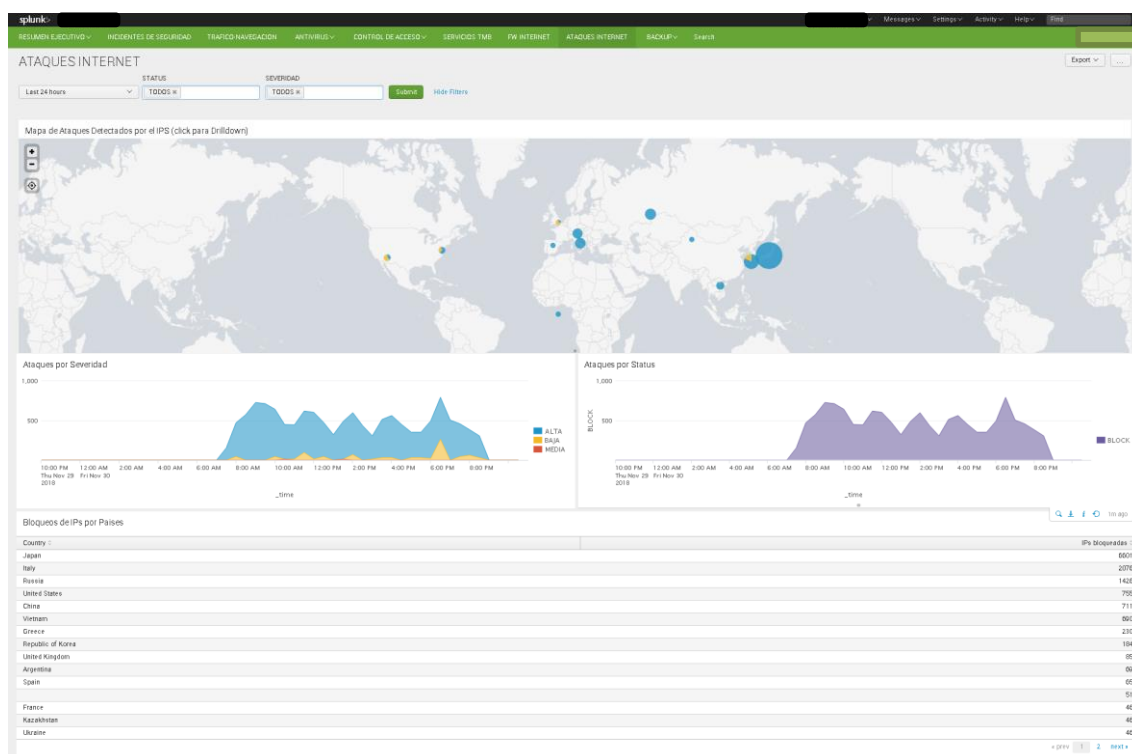 splunk> Messages Settings Activity Help Find
RESUMEN EJECUTIVO INCIDENTES DE SEGURIDAD TRAFICO-NAVEGACION ANTIVIRUS CONTROL DE ACCESO SERVICIOS TMB FW INTERNET ATAQUES INTERNET BACKUP Search
ATAQUES INTERNET Export ...
STATUS SEVERIDAD
Last 24 hours TODOS × TODOS × Submit Hide Filters
Mapa de Ataques Detectados por el IPS (click para Drilldown)
+
-
Ataques por Severidad Ataques por Status
1,000 1,000
500 BLOCK 500
ALTA
BAJA BLOCK
MEDIA
10:00 PM 12:00 AM 2:00 AM 4:00 AM 6:00 AM 8:00 AM 10:00 AM 12:00 PM 2:00 PM 4:00 PM 6:00 PM 8:00 PM 10:00 PM 12:00 AM 2:00 AM 4:00 AM 6:00 AM 8:00 AM 10:00 AM 12:00 PM 2:00 PM 4:00 PM 6:00 PM 8:00 PM
Thu Nov 29 Fri Nov 30 Thu Nov 29 Fri Nov 30
2018 2018
_time _time
1m ago
Bloqueos de IPs por Paises
Country IPs bloqueadas
Japan
Italy 2076
Russia
United States
China
Vietnam
Greece 230
Republic of Korea 184
United Kingdom
Argentina
Spain
France
Kazakhstan
Ukraine
« prev 1 2 next »